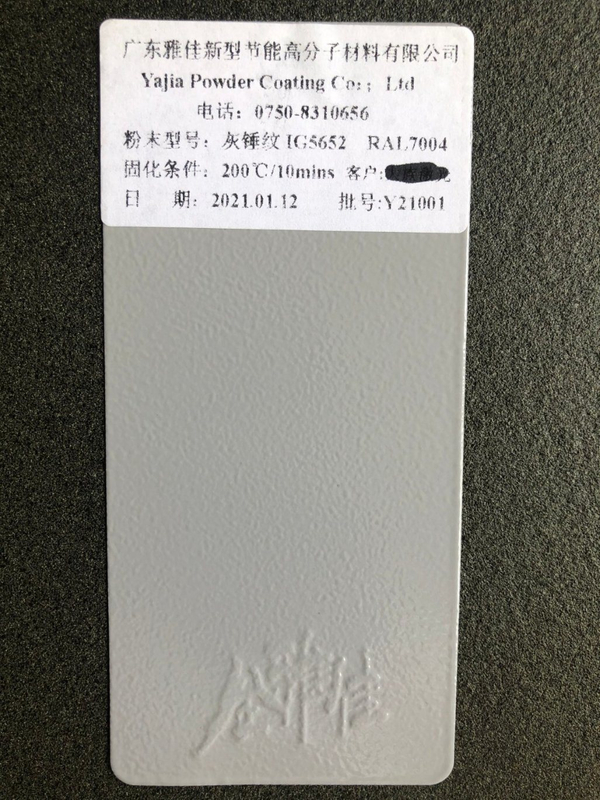 广东雅佳新型节能高分子材料有限公司
Yajia Powder Coating Co:; Ltd
电话: 0750-8310656
粉末型号: 灰锤纹 IG5652 RAL7004
固化条件: 200℃/10mins 客户:
日 期: 2021.01.12 批号:Y21001
雅佳